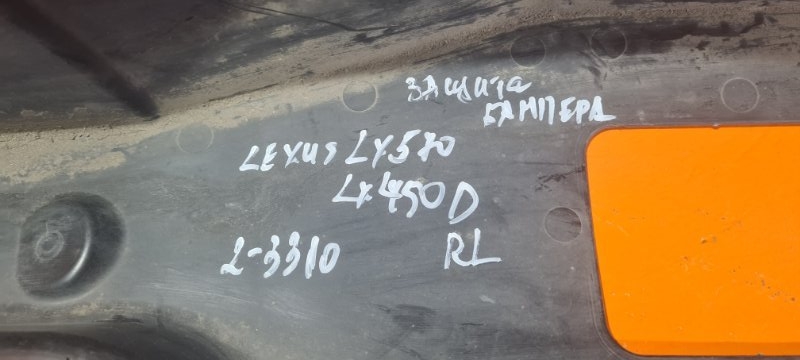 ЗАЩИТА
БАМПЕРА
LEXUS LX570
LX450D
2-3310 RL